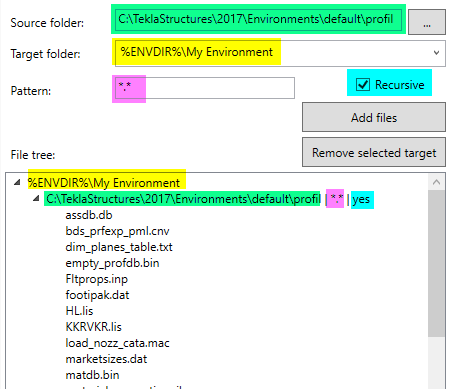 Source folder: C:\TeklaStructures\2017\Environments\default\profil ...
Target folder: %ENVDIR%\My Environment
Pattern: *.* Recursive
Add files
File tree: Remove selected target
%ENVDIR%\My Environment
C:\TeklaStructures\2017\Environments\default\profil | *.* | yes
assdb.db
bds_prfexp_pml.cnv
dim_planes_table.txt
empty_profdb.bin
Fltprops.inp
footipak.dat
HL.lis
KKRVKR.lis
load_nozz_cata.mac
marketsizes.dat
matdb.bin